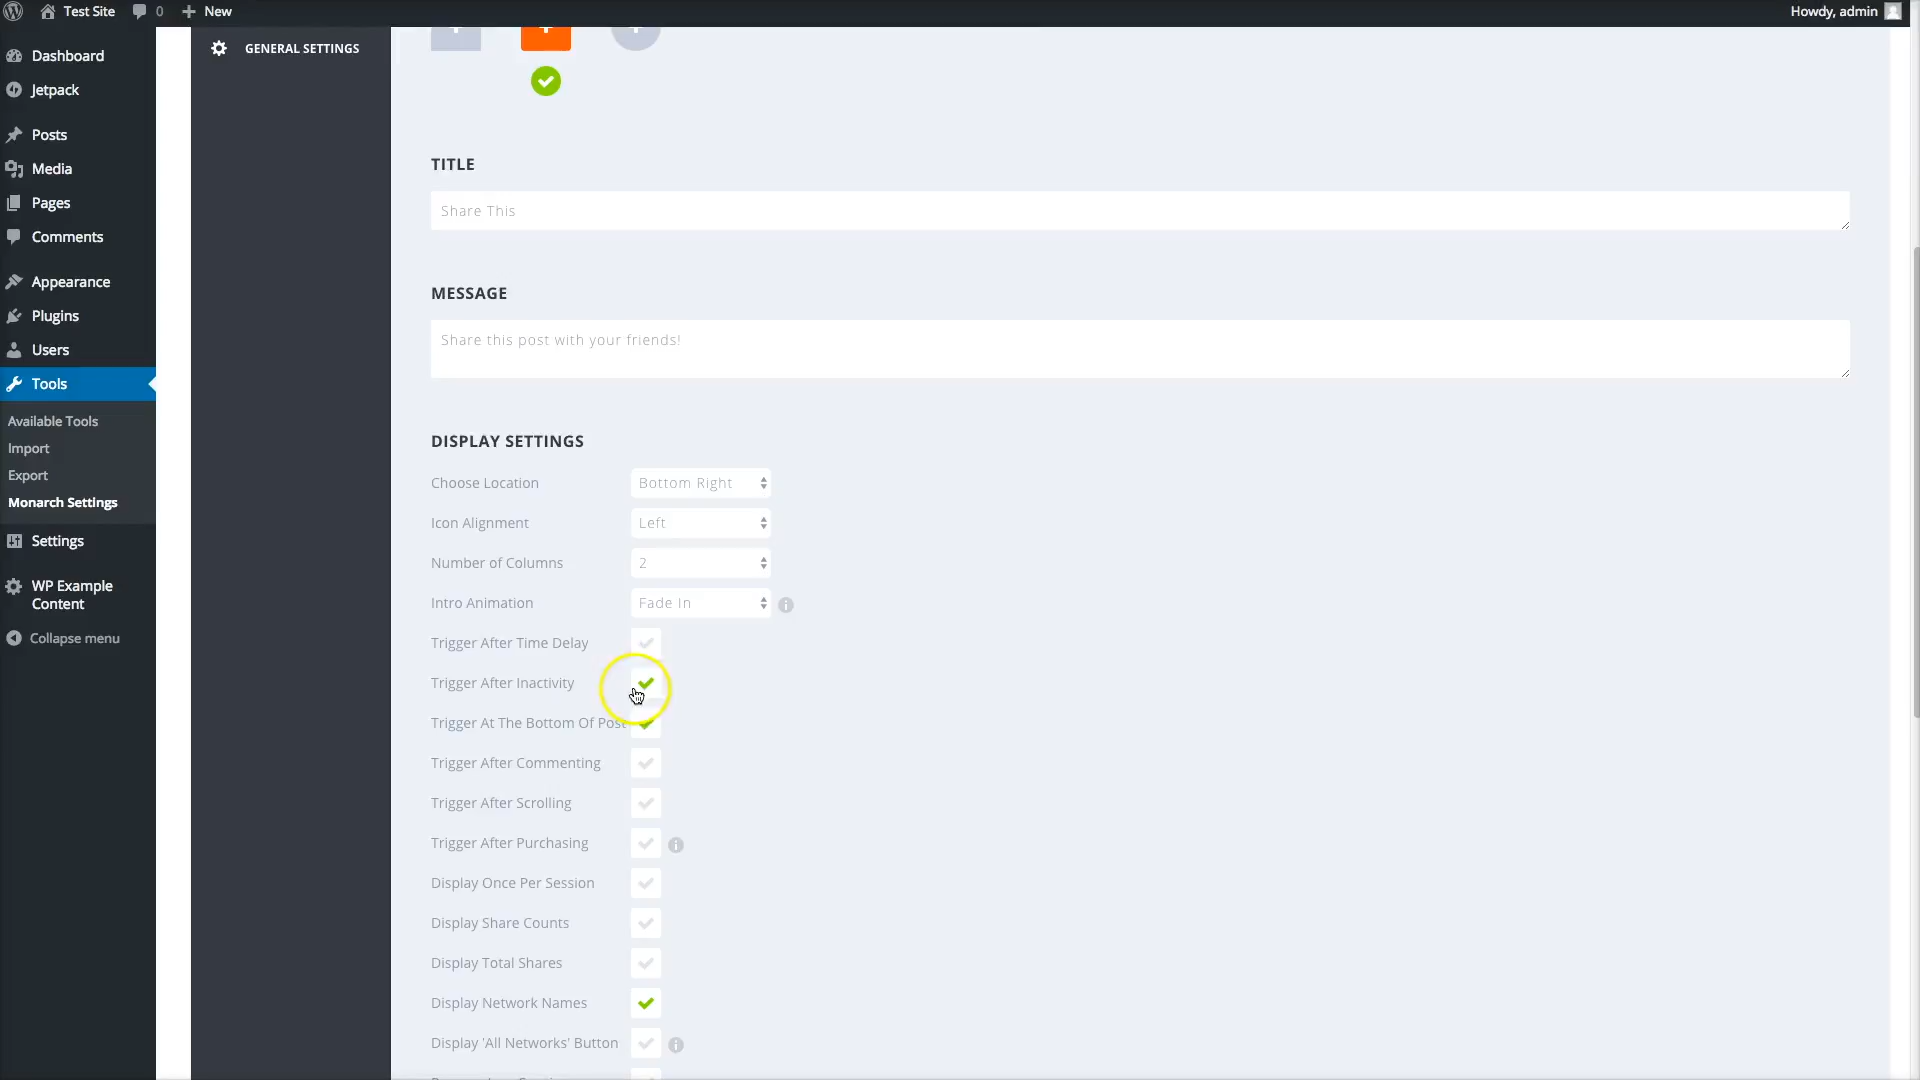 Test Site 0 New Howdy, admin
Dashboard
Jetpack
Posts
Media
Pages
Comments
Appearance
Plugins
Users
Tools
Available Tools
Import
Export
Monarch Settings
Settings
WP Example
Content
Collapse menu
GENERAL SETTINGS
TITLE
Share This
MESSAGE
Share this post with your friends!
DISPLAY SETTINGS
Choose Location Bottom Right
Icon Alignment Left
Number of Columns 2
Intro Animation Fade In
Trigger After Time Delay
Trigger After Inactivity
Trigger At The Bottom Of Post
Trigger After Commenting
Trigger After Scrolling
Trigger After Purchasing
Display Once Per Session
Display Share Counts
Display Total Shares
Display Network Names
Display 'All Networks' Button